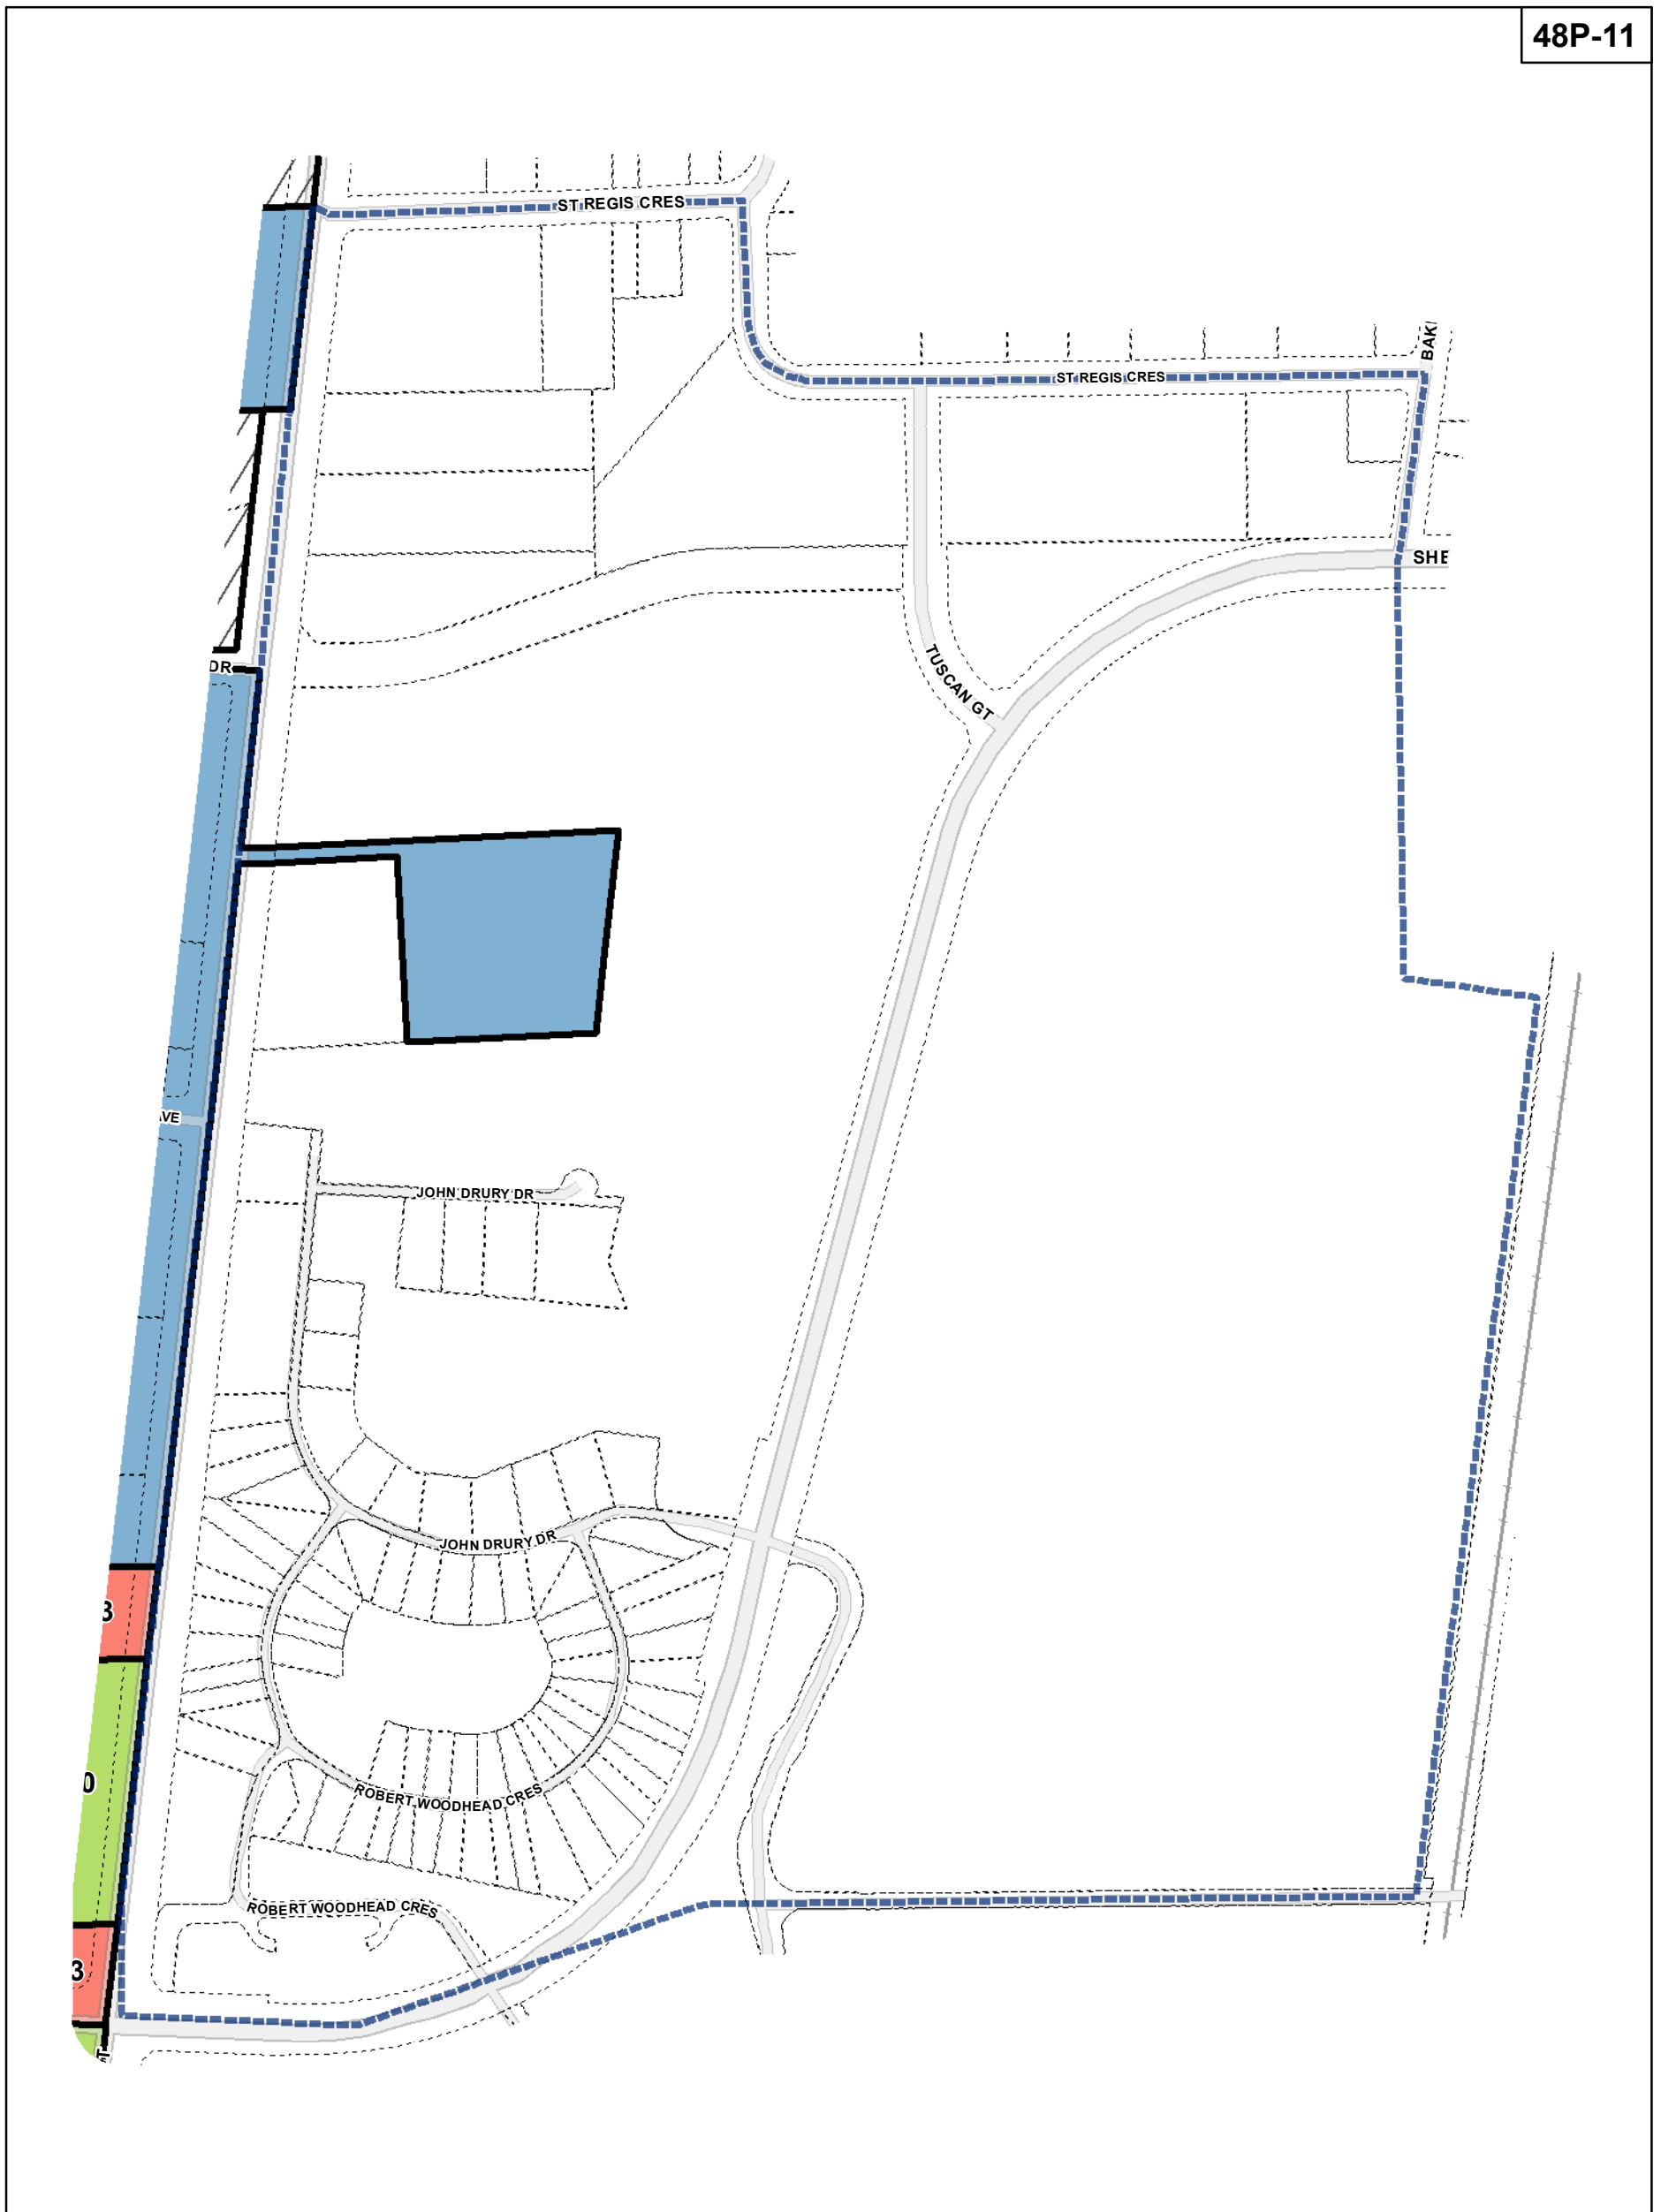 48P-11
ST REGIS CRES
BAK
ST REGIS CRES
SHE
DR
TUSCAN GT
VE
JOHN DRURY DR
JOHN DRURY DR
3
0
ROBERT WOODHEAD CRES
ROBERT WOODHEAD CRES
3
T